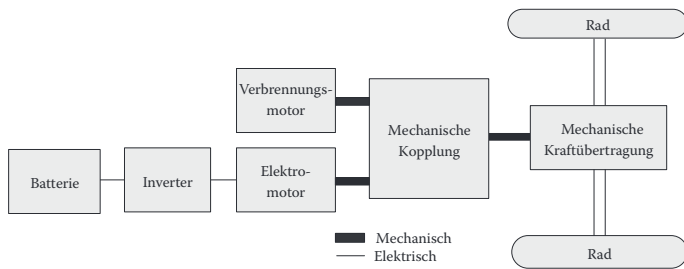 Rad
Verbrennungs-
motor
Mechanische
Kopplung
Mechanische
Kraftübertragung
Batterie
Inverter
Elektro-
motor
Rad
Mechanisch
Elektrisch